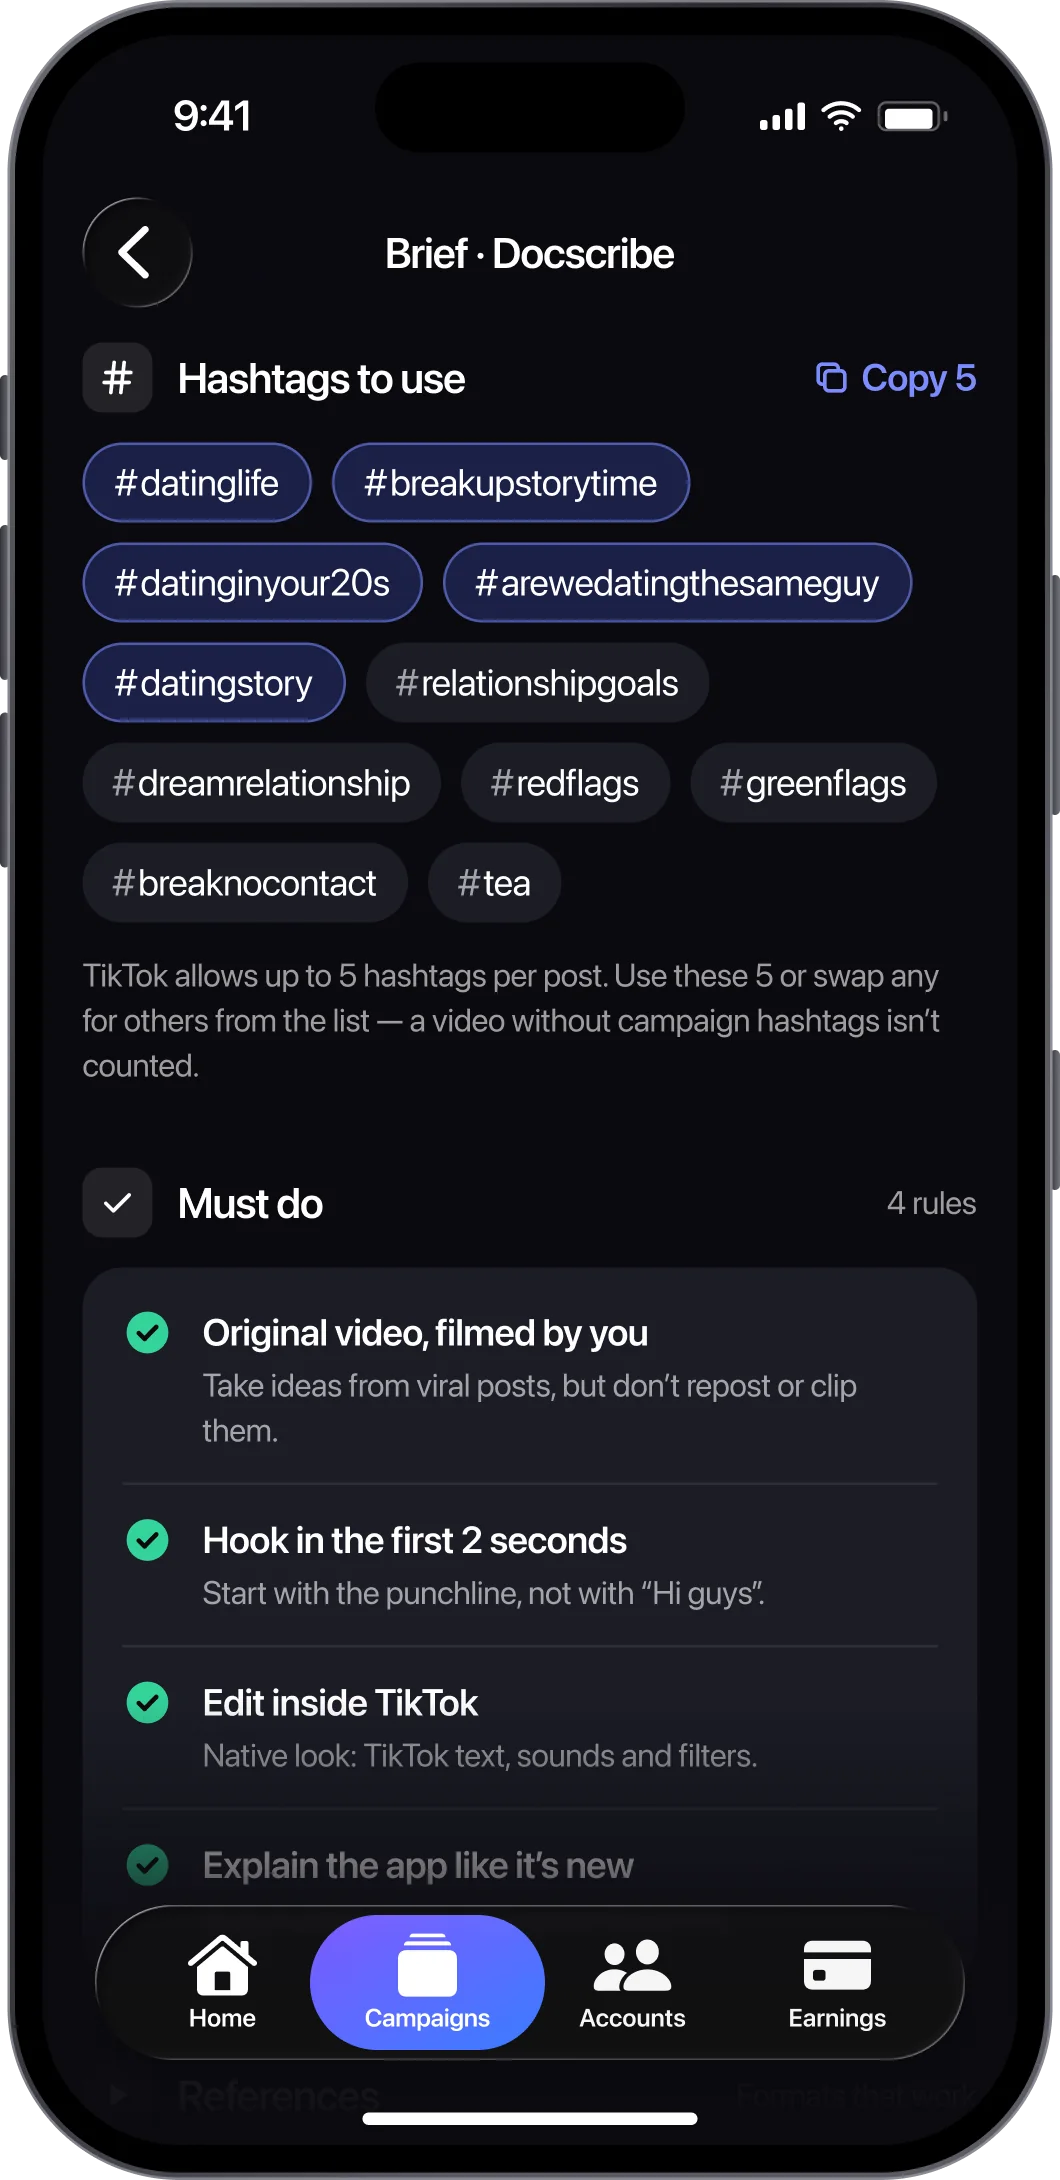 9:41
Brief · Docscribe
# Hashtags to use
Copy 5
#datinglife #breakupstorytime
#datinginyour20s #arewedatingthesameguy
#datingstory #relationshipgoals
#dreamrelationship #redflags #greenflags
#breaknocontact #tea
TikTok allows up to 5 hashtags per post. Use these 5 or swap any
for others from the list — a video without campaign hashtags isn’t
counted.
Must do
4 rules
Original video, filmed by you
Take ideas from viral posts, but don’t repost or clip
them.
Hook in the first 2 seconds
Start with the punchline, not with “Hi guys”.
Edit inside TikTok
Native look: TikTok text, sounds and filters.
Explain the app like it’s new
Home
Campaigns
Accounts
Earnings
References
Formats that work